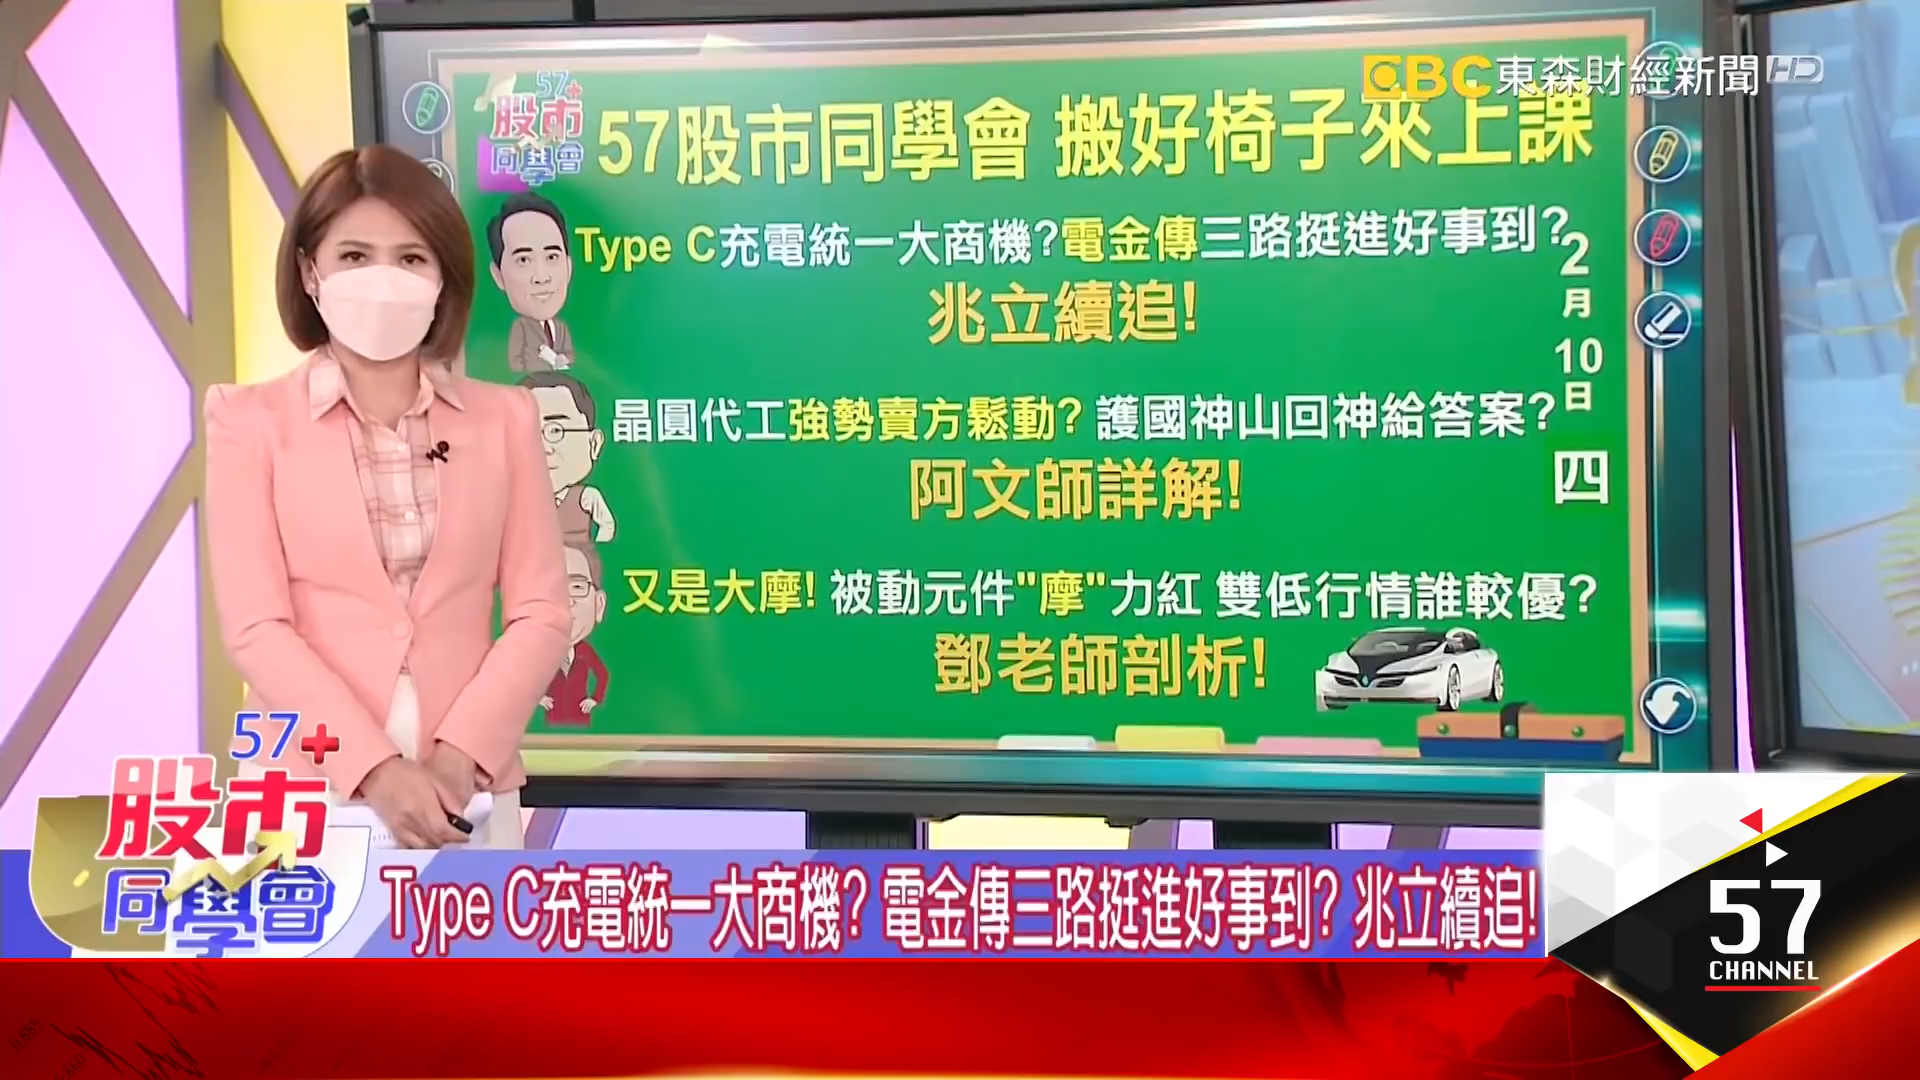 EBC 東森財經新聞 HD
57+
股市
同學會
57股市同學會 搬好椅子來上課
Type C充電統一大商機?電金傳三路挺進好事到?
兆立續追!
2
月
10
日
四
晶圓代工強勢賣方鬆動? 護國神山回神給答案?
阿文師詳解!
又是大摩! 被動元件"摩"力紅 雙低行情誰較優?
鄧老師剖析!
57+
股市
同學會
Type C充電統一大商機? 電金傳三路挺進好事到? 兆立續追!
57
CHANNEL